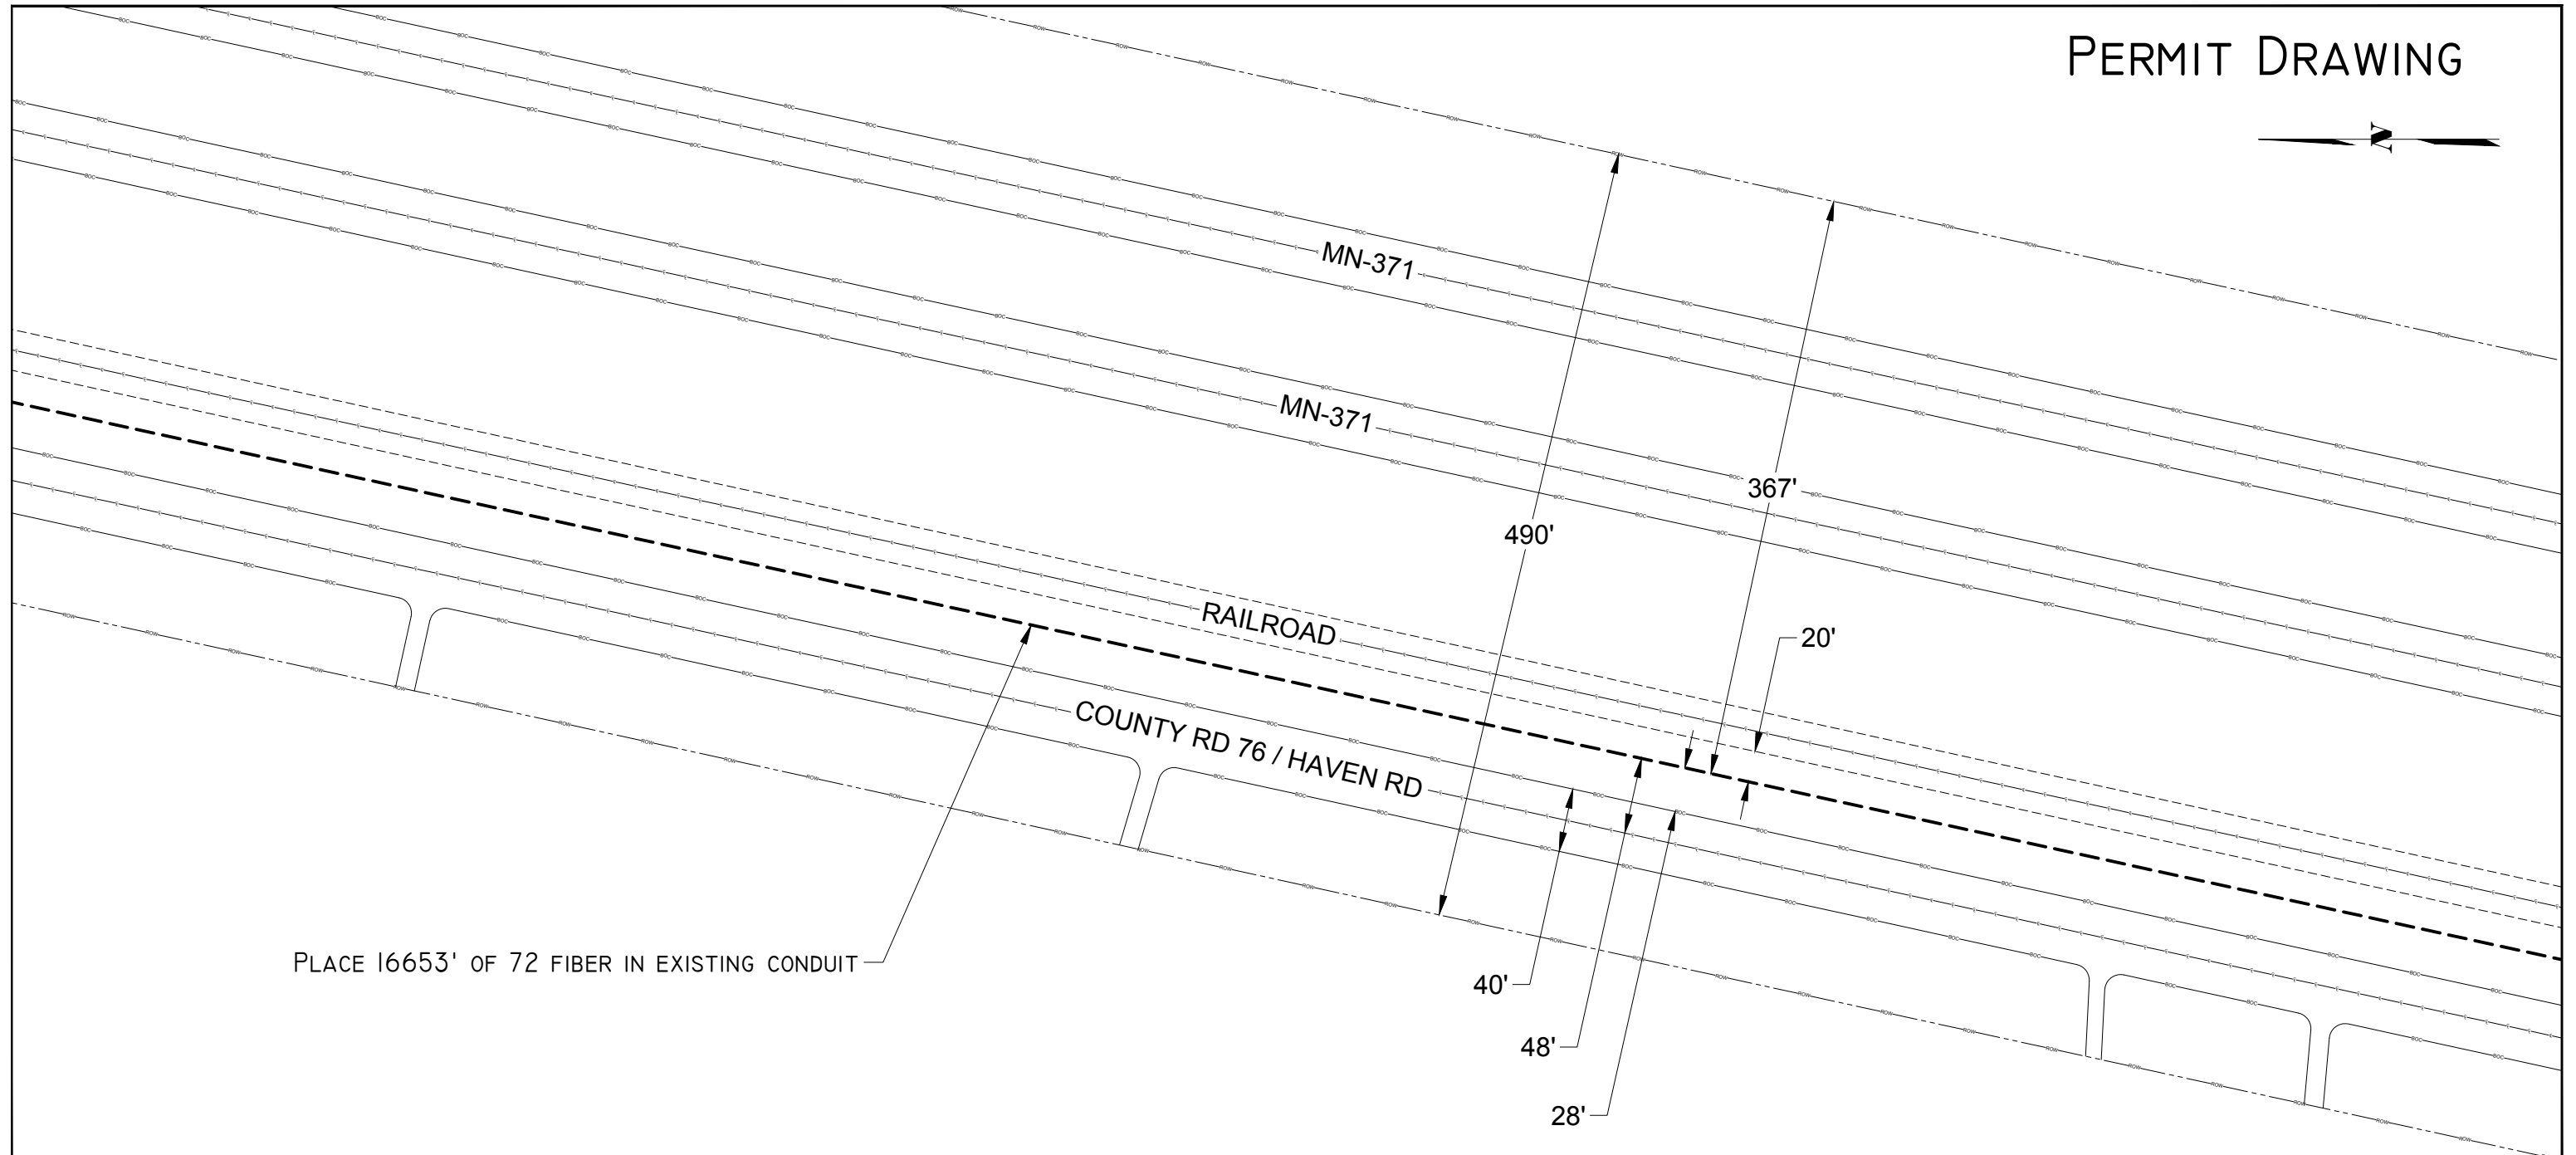 PERMIT DRAWING
N
MN-371
MN-371
367'
490'
RAILROAD
20'
COUNTY RD 76 / HAVEN RD
PLACE 16653' OF 72 FIBER IN EXISTING CONDUIT
40'
48'
28'